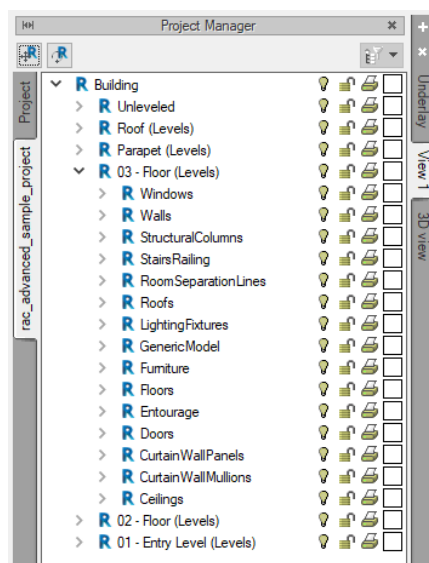 Project Manager
Building
Unleveled
Roof (Levels)
Parapet (Levels)
03 - Floor (Levels)
Windows
Walls
StructuralColumns
StairsRailing
RoomSeparationLines
Roofs
LightingFixtures
GenericModel
Furniture
Floors
Entourage
Doors
CurtainWallPanels
CurtainWallMullions
Ceilings
02 - Floor (Levels)
01 - Entry Level (Levels)
Project
rac_advanced_sample_project
Underlay
View 1
3D view